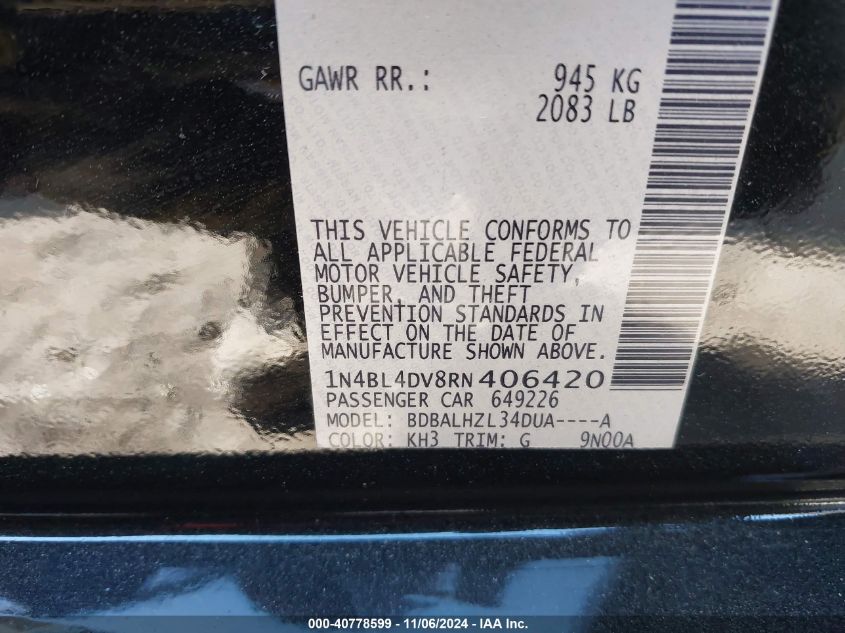 GAWR RR.: 945 KG
2083 LB
THIS VEHICLE CONFORMS TO
ALL APPLICABLE FEDERAL
MOTOR VEHICLE SAFETY,
BUMPER, AND THEFT
PREVENTION STANDARDS IN
EFFECT ON THE DATE OF
MANUFACTURE SHOWN ABOVE.
1N4BL4DV8RN406420
PASSENGER CAR 649226
MODEL: BDBALHZL34DUA----A
COLOR: KH3 TRIM: G 9N00A
000-40778599 - 11/06/2024 - IAA Inc.